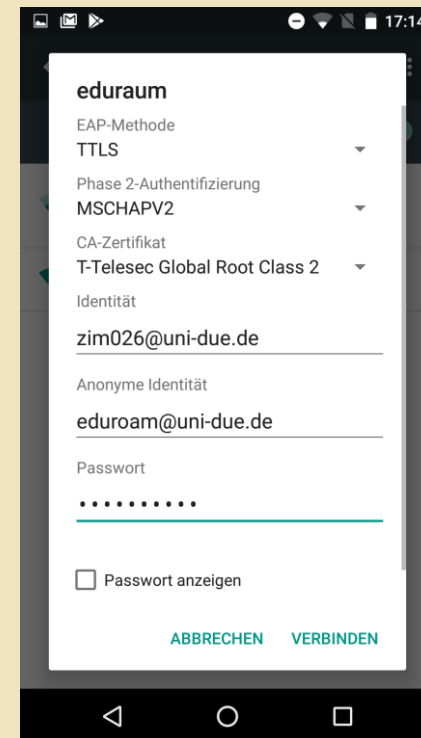 17:14
eduraum
EAP-Methode
TTLS
Phase 2-Authentifizierung
MSCHAPV2
CA-Zertifikat
T-Telesec Global Root Class 2
Identität
zim026@uni-due.de
Anonyme Identität
eduroam@uni-due.de
Passwort
••••••••••
Passwort anzeigen
ABBRECHEN VERBINDEN